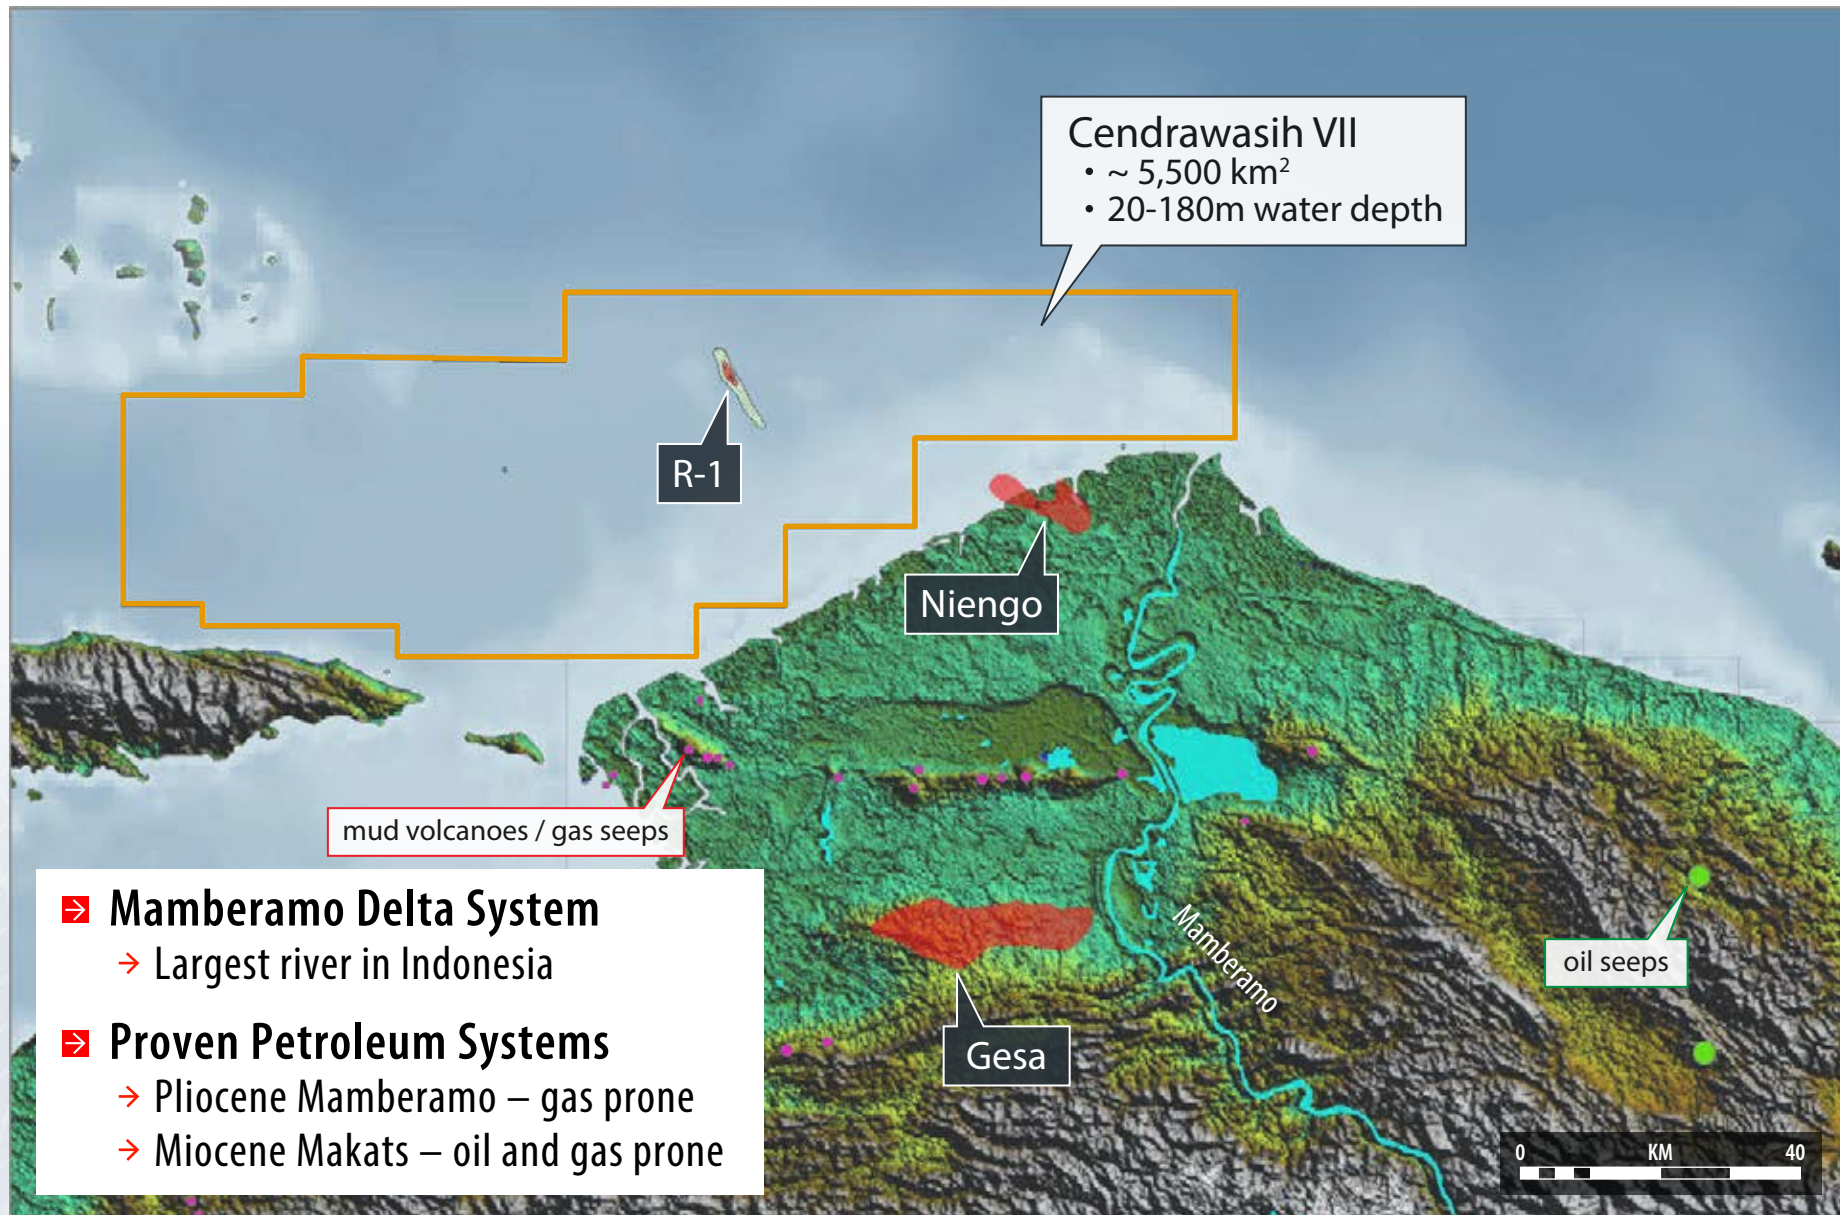 Cendrawasih VII
• ~ 5,500 km²
• 20-180m water depth
R-1
Niengo
mud volcanoes / gas seeps
Mamberamo Delta System
Largest river in Indonesia
Proven Petroleum Systems
Pliocene Mamberamo – gas prone
Miocene Makats – oil and gas prone
Mamberamo
oil seeps
Gesa
0 KM 40